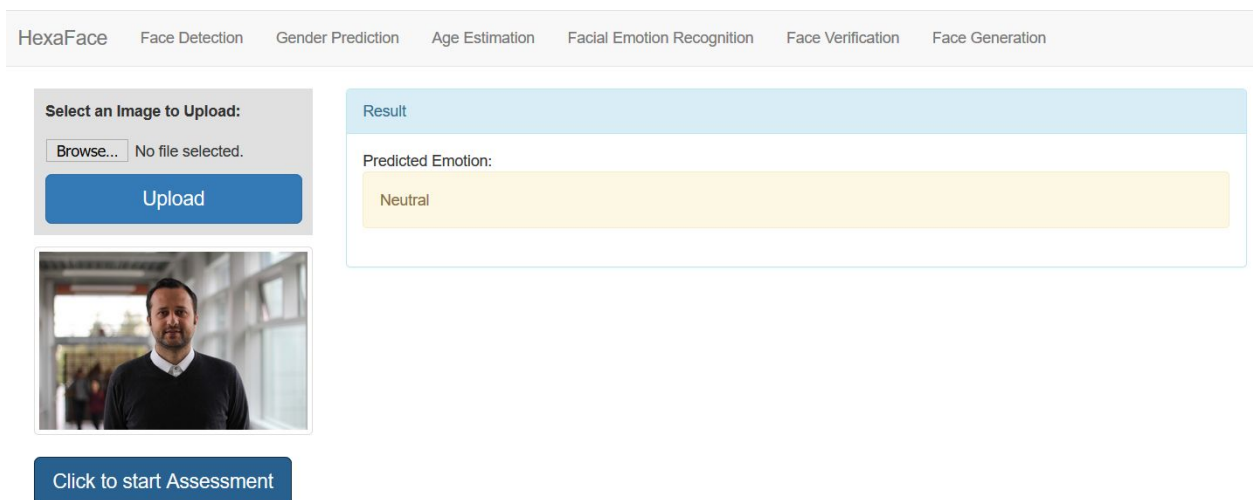 HexaFace Face Detection Gender Prediction Age Estimation Facial Emotion Recognition Face Verification Face Generation
Select an Image to Upload:
Browse... No file selected.
Upload
Click to start Assessment
Result
Predicted Emotion:
Neutral